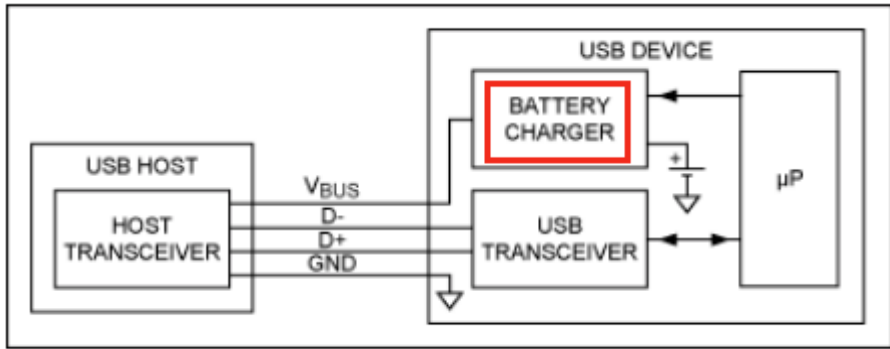 USB DEVICE
BATTERY
CHARGER
+
USB HOST
VBUS
HOST
TRANSCEIVER
D-
D+
GND
USB
TRANSCEIVER
µP